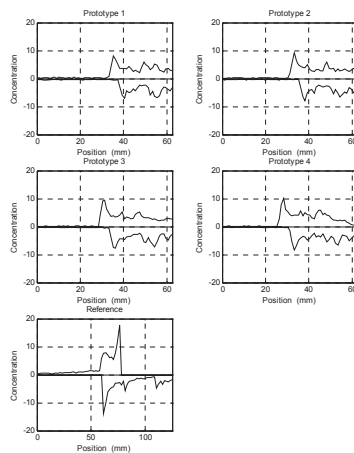 Prototype 1
20
10
0
-10
-20
Concentration
0 20 40 60
Position (mm)
Prototype 2
20
10
0
-10
-20
Concentration
0 20 40 60
Position (mm)
Prototype 3
20
10
0
-10
-20
Concentration
0 20 40 60
Position (mm)
Prototype 4
20
10
0
-10
-20
Concentration
0 20 40 60
Position (mm)
Reference
20
10
0
-10
-20
Concentration
0 50 100
Position (mm)